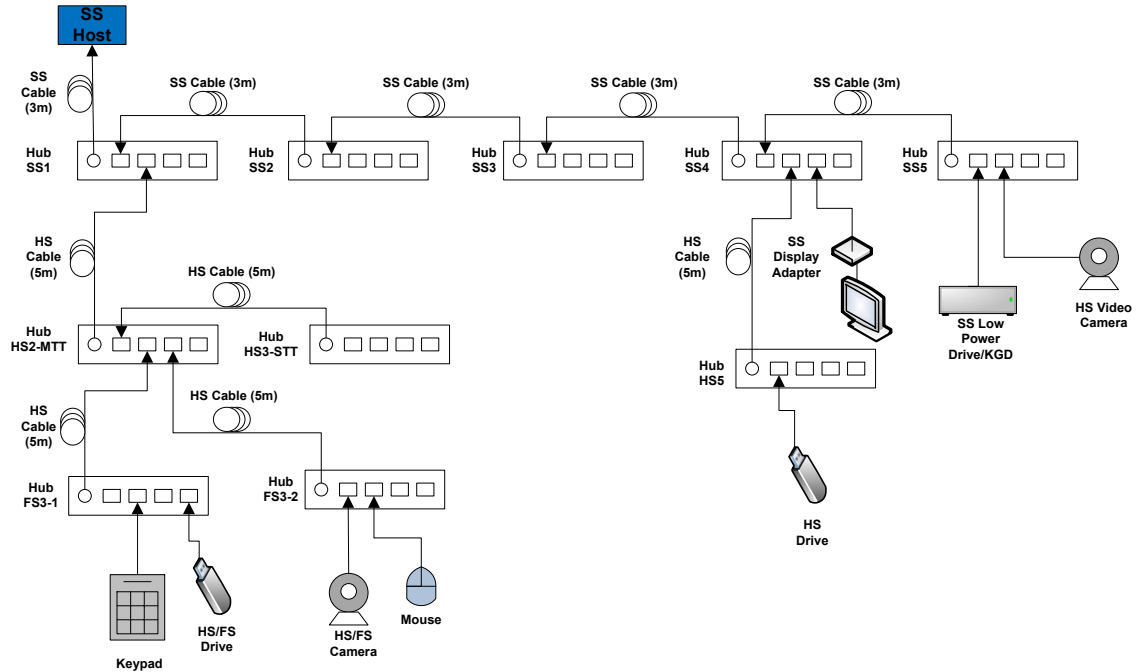 SS
Host
SS
Cable
(3m)
SS Cable (3m)
SS Cable (3m)
SS Cable (3m)
SS Cable (3m)
Hub
SS1
Hub
SS2
Hub
SS3
Hub
SS4
Hub
SS5
HS
Cable
(5m)
HS Cable (5m)
HS
Cable
(5m)
SS
Display
Adapter
SS Low
Power
Drive/KGD
HS Video
Camera
Hub
HS2-MTT
Hub
HS3-STT
Hub
HS5
HS
Cable
(5m)
HS Cable (5m)
Hub
FS3-1
Hub
FS3-2
HS
Drive
Keypad
HS/FS
Drive
HS/FS
Camera
Mouse